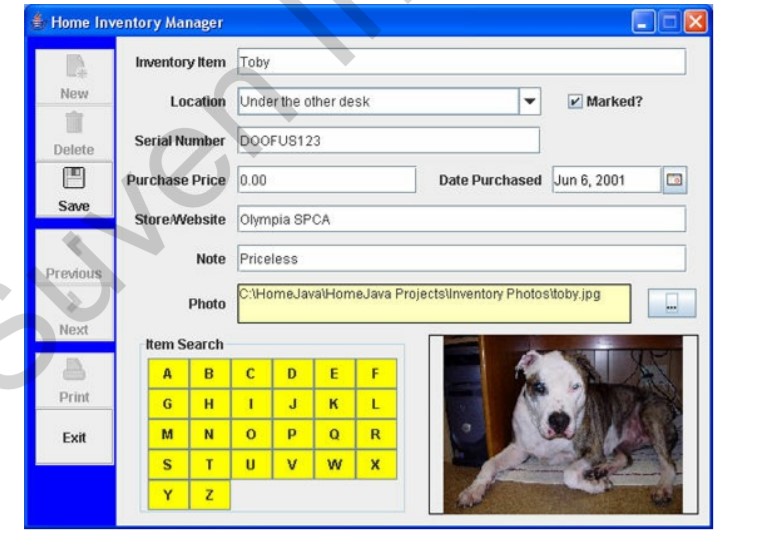 Home Inventory Manager
New
Delete
Save
Previous
Next
Print
Exit
Inventory Item Toby
Location Under the other desk Marked?
Serial Number DOOFUS123
Purchase Price 0.00 Date Purchased Jun 6, 2001
Store/Website Olympia SPCA
Note Priceless
Photo C:\HomeJava\HomeJava Projects\Inventory Photos\toby.jpg ...
Item Search
A B C D E F
G H I J K L
M N O P Q R
S T U V W X
Y Z
Suven In